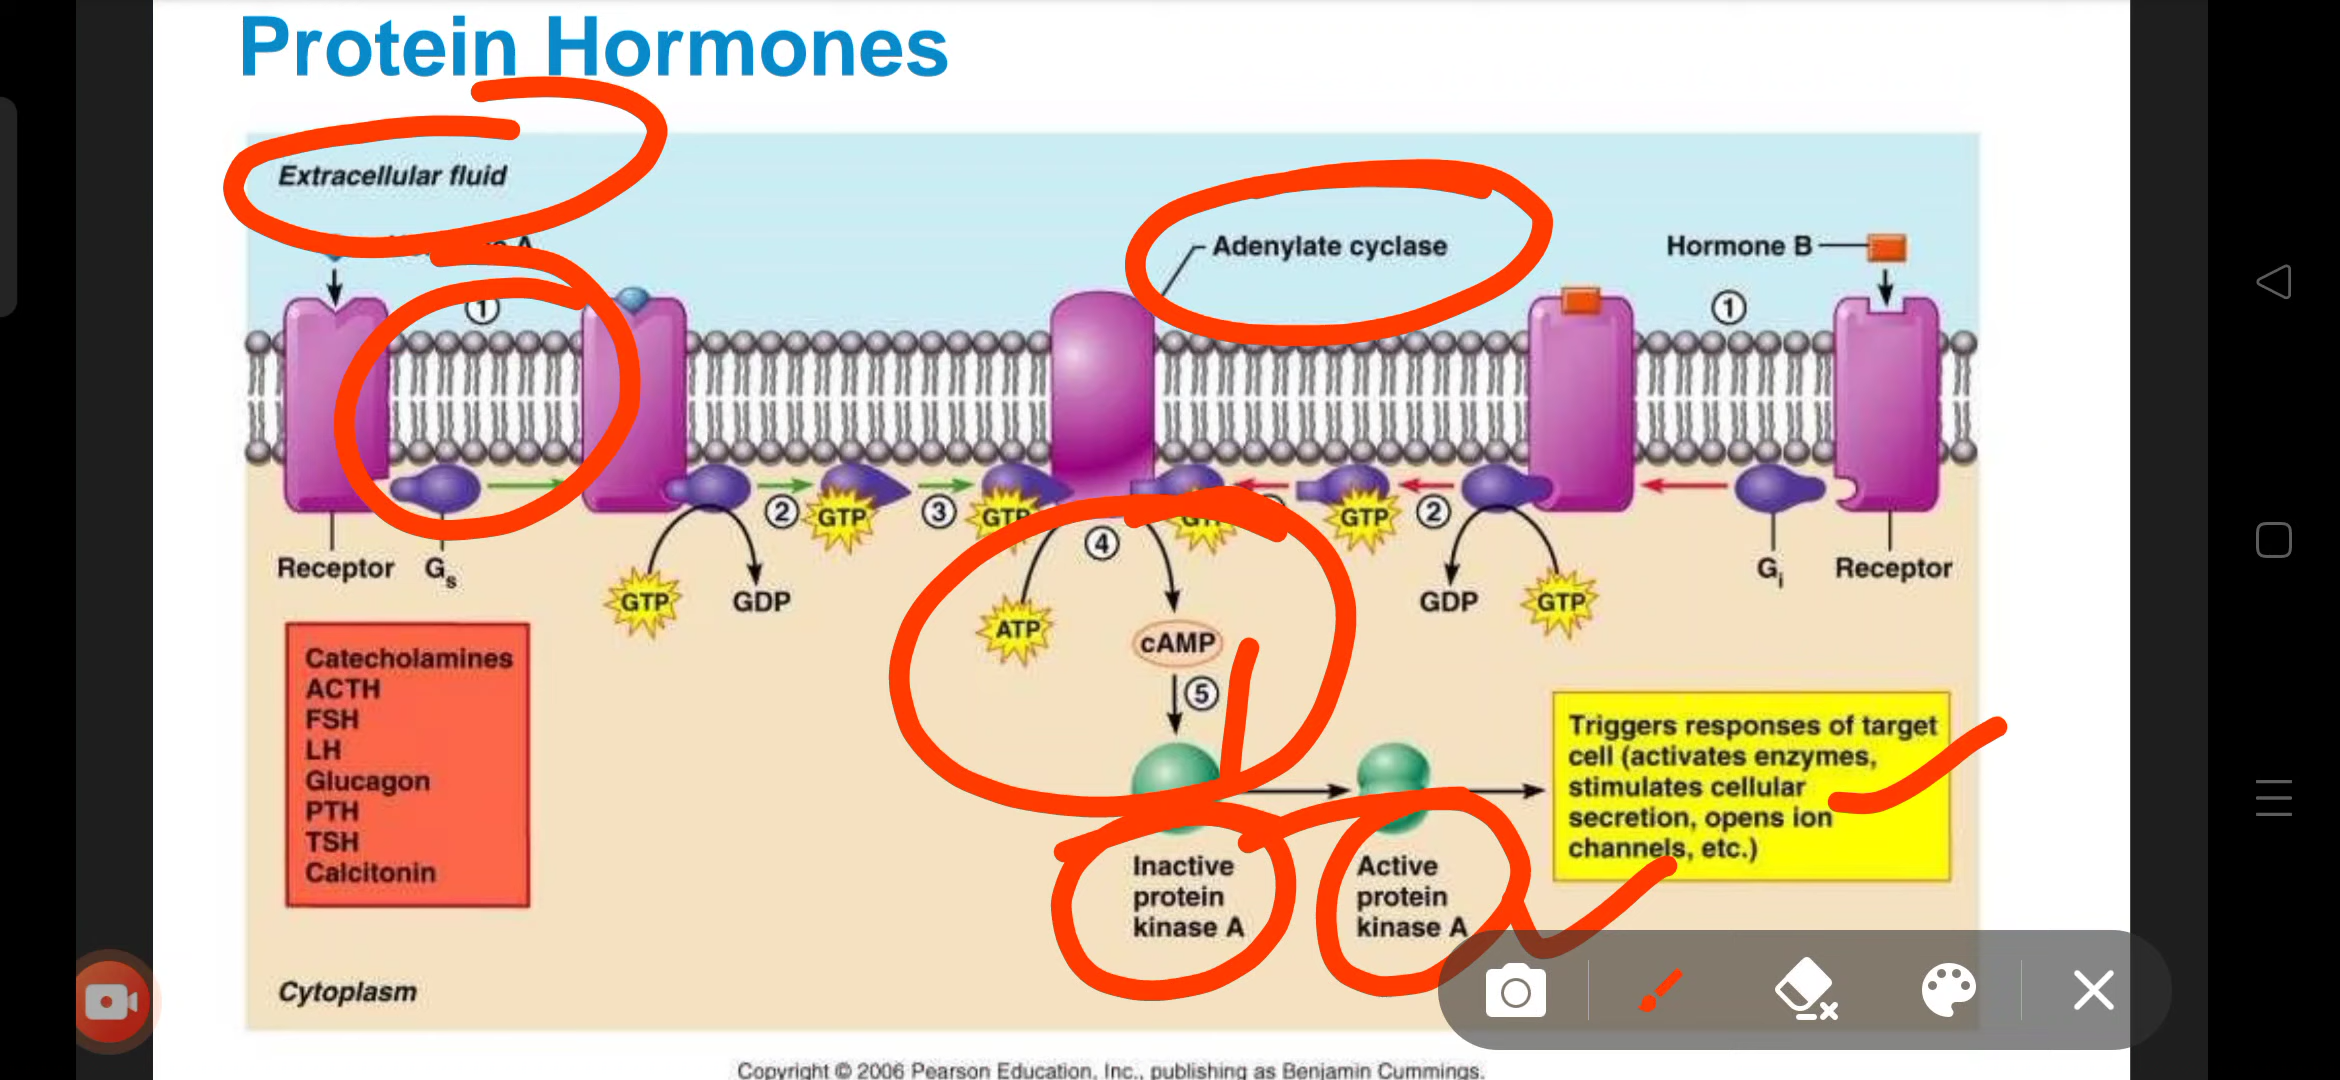 Protein Hormones
Extracellular fluid
A
Adenylate cyclase
Hormone B
1
1
2
GTP
3
GTP
4
GTP
GTP
2
Receptor
Gs
GTP
GDP
ATP
cAMP
GDP
GTP
Gi
Receptor
5
Catecholamines
ACTH
FSH
LH
Glucagon
PTH
TSH
Calcitonin
Triggers responses of target
cell (activates enzymes,
stimulates cellular
secretion, opens ion
channels, etc.)
Inactive
protein
kinase A
Active
protein
kinase A
Cytoplasm
Copyright © 2006 Pearson Education, Inc., publishing as Benjamin Cummings.